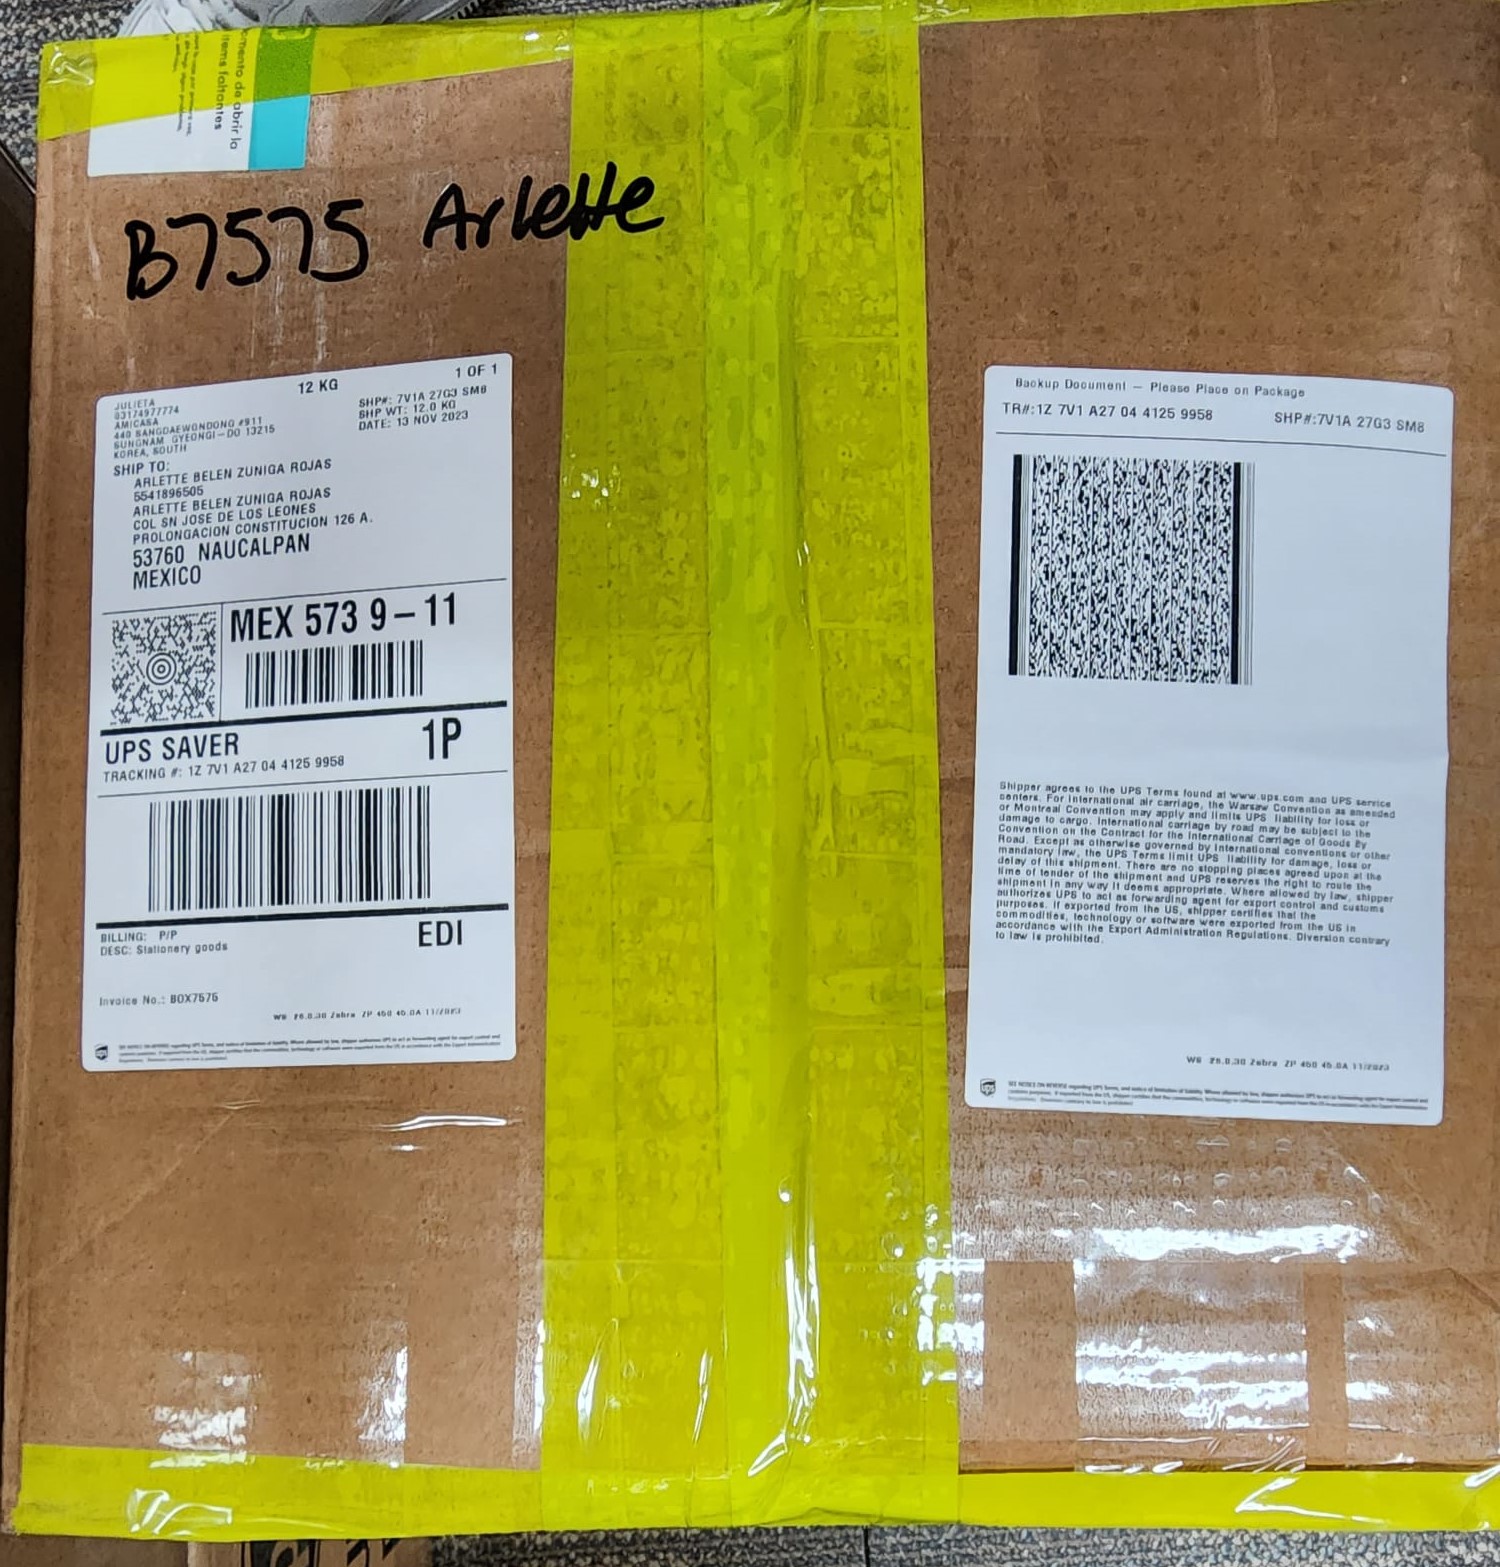 omento de abrir la
items faltantes
B7575 Arlette
12 KG
1 OF 1
JULIETA
03174977774
AMICASA
440 SANGDAEWONDONG #911
SUNGNAM GYEONGI-DO 13215
KOREA, SOUTH
SHP#: 7V1A 27G3 SM8
SHP WT: 12.0 KG
DATE: 13 NOV 2023
SHIP TO:
ARLETTE BELEN ZUNIGA ROJAS
5541896505
ARLETTE BELEN ZUNIGA ROJAS
COL SN JOSE DE LOS LEONES
PROLONGACION CONSTITUCION 126 A.
53760 NAUCALPAN
MEXICO
MEX 573 9-11
UPS SAVER
1P
TRACKING #: 1Z 7V1 A27 04 4125 9958
BILLING: P/P
DESC: Stationery goods
EDI
Invoice No.: BOX7575
Backup Document – Please Place on Package
TR#:1Z 7V1 A27 04 4125 9958 SHP#:7V1A 27G3 SM8
Shipper agrees to the UPS Terms found at www.ups.com and UPS service
centers. For international air carriage, the Warsaw Convention as amended
or Montreal Convention may apply and limits UPS liability for loss or
damage to cargo. International carriage by road may be subject to the
Convention on the Contract for the International Carriage of Goods By
Road. Except as otherwise governed by international conventions or other
mandatory law, the UPS Terms limit UPS liability for damage, loss or
delay of this shipment. There are no stopping places agreed upon at the
time of tender of the shipment and UPS reserves the right to route the
shipment in any way it deems appropriate. Where allowed by law, shipper
authorizes UPS to act as forwarding agent for export control and customs
purposes. If exported from the US, shipper certifies that the
commodities, technology or software were exported from the US in
accordance with the Export Administration Regulations. Diversion contrary
to law is prohibited.